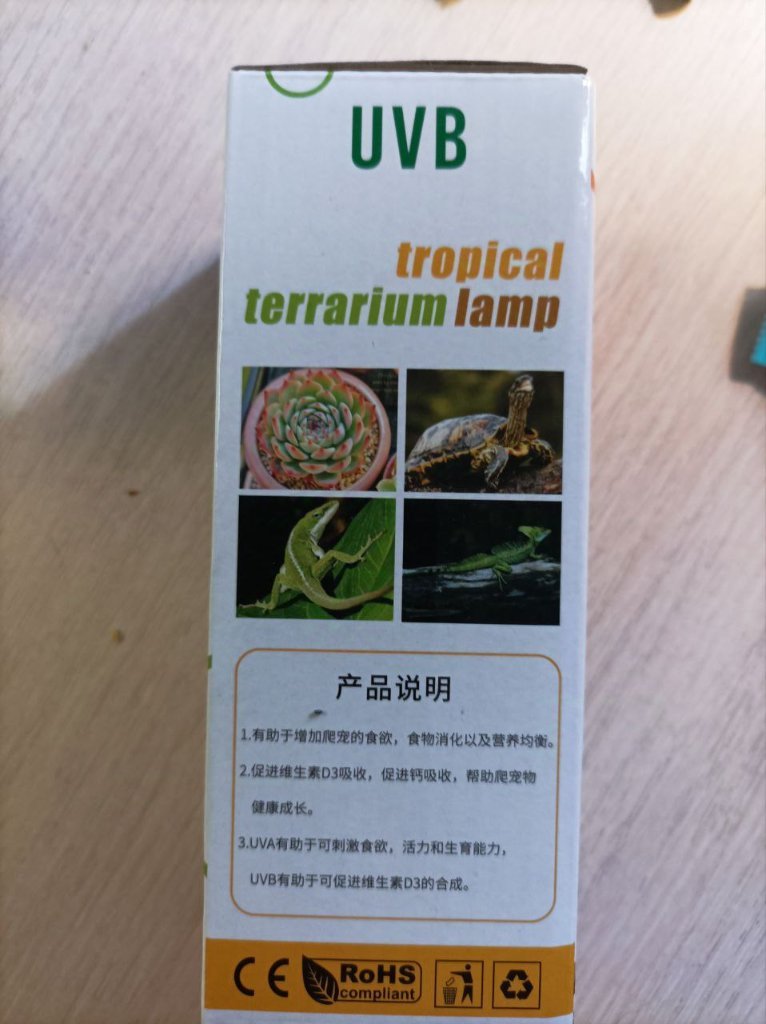 UVB
tropical
terrarium lamp
产品说明
1.有助于增加爬宠的食欲，食物消化以及营养均衡。
2.促进维生素D3吸收，促进钙吸收，帮助爬宠物
健康成长。
3.UVA有助于可刺激食欲，活力和生育能力，
UVB有助于可促进维生素D3的合成。
CE RoHS
compliant